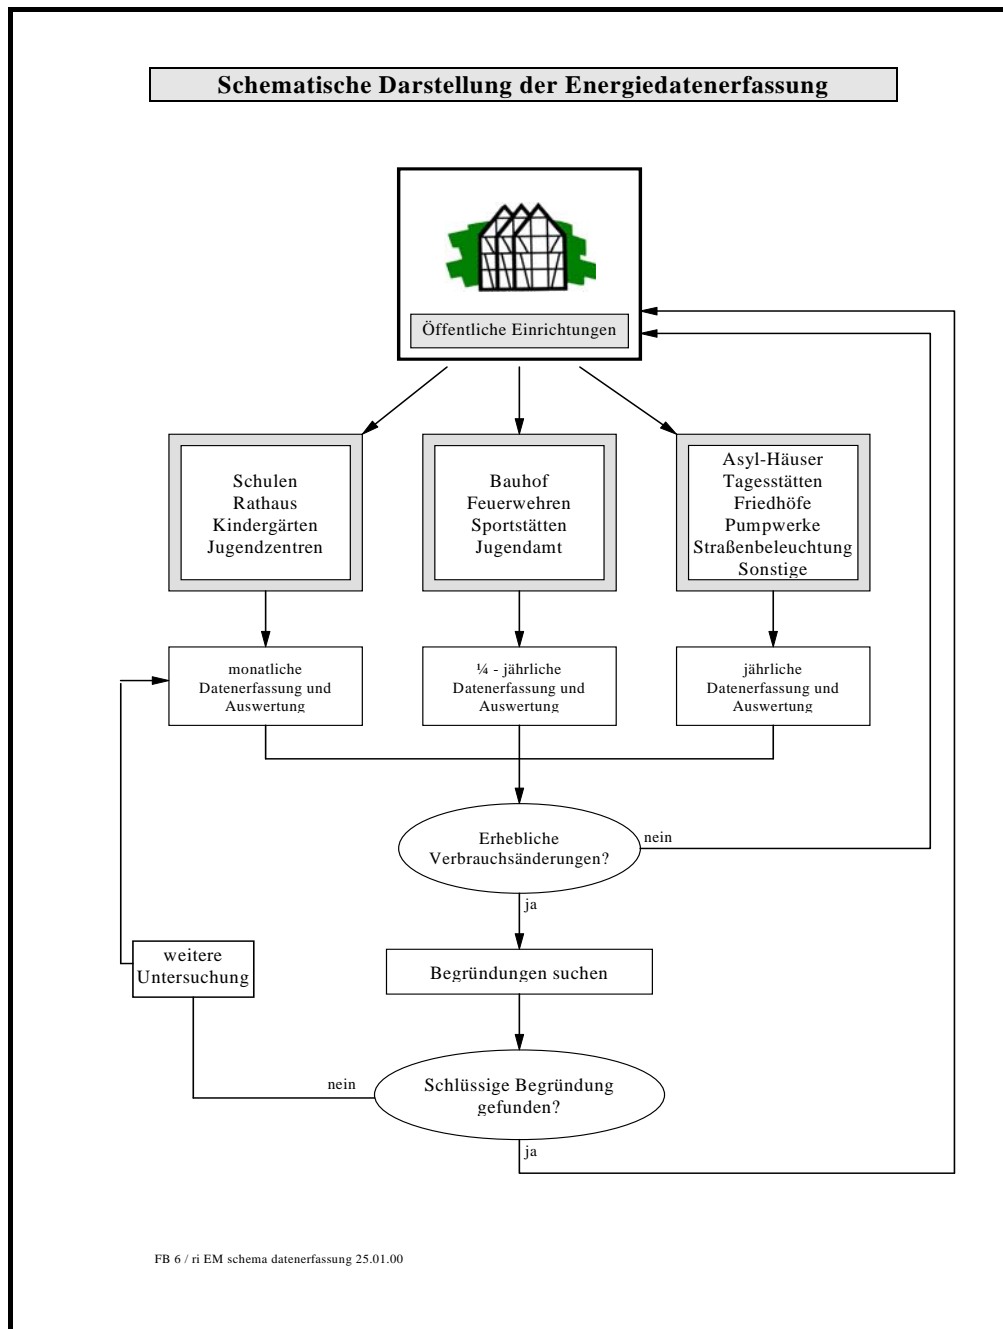 Schematische Darstellung der Energiedatenerfassung
Öffentliche Einrichtungen
Schulen
Rathaus
Kindergärten
Jugendzentren
Bauhof
Feuerwehren
Sportstätten
Jugendamt
Asyl-Häuser
Tagesstätten
Friedhöfe
Pumpwerke
Straßenbeleuchtung
Sonstige
monatliche
Datenerfassung und
Auswertung
¼ - jährliche
Datenerfassung und
Auswertung
jährliche
Datenerfassung und
Auswertung
Erhebliche
Verbrauchsänderungen?
nein
ja
weitere
Untersuchung
Begründungen suchen
nein
Schlüssige Begründung
gefunden?
ja
FB 6 / ri EM schema datenerfassung 25.01.00